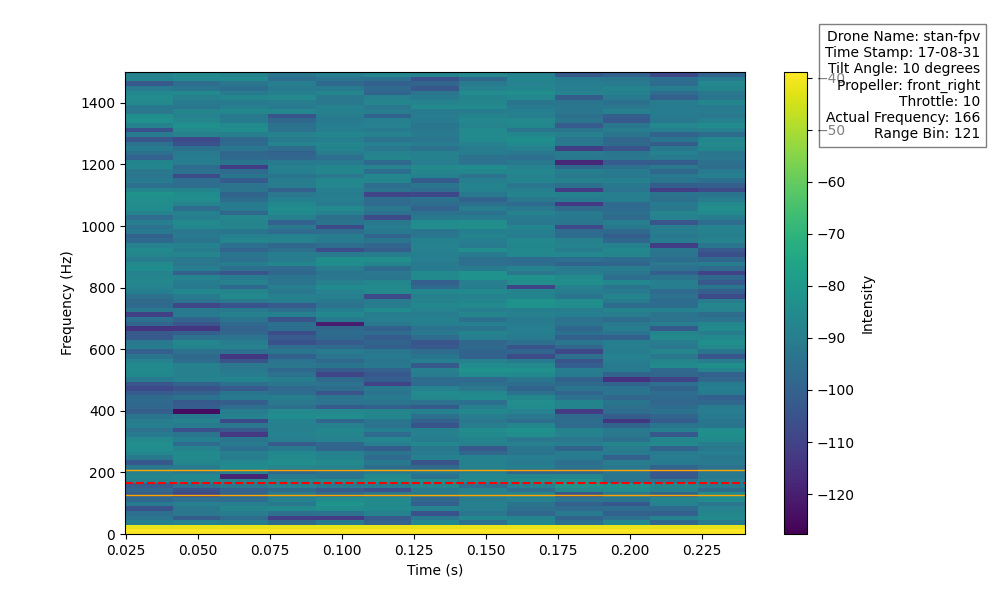 Drone Name: stan-fpv
Time Stamp: 17-08-31
Tilt Angle: 10 degrees
Propeller: front_right
Throttle: 10
Actual Frequency: 166
Range Bin: 121
1400
1200
1000
800
600
400
200
0
Frequency (Hz)
0.025
0.050
0.075
0.100
0.125
0.150
0.175
0.200
0.225
Time (s)
−40
−50
−60
−70
−80
−90
−100
−110
−120
Intensity